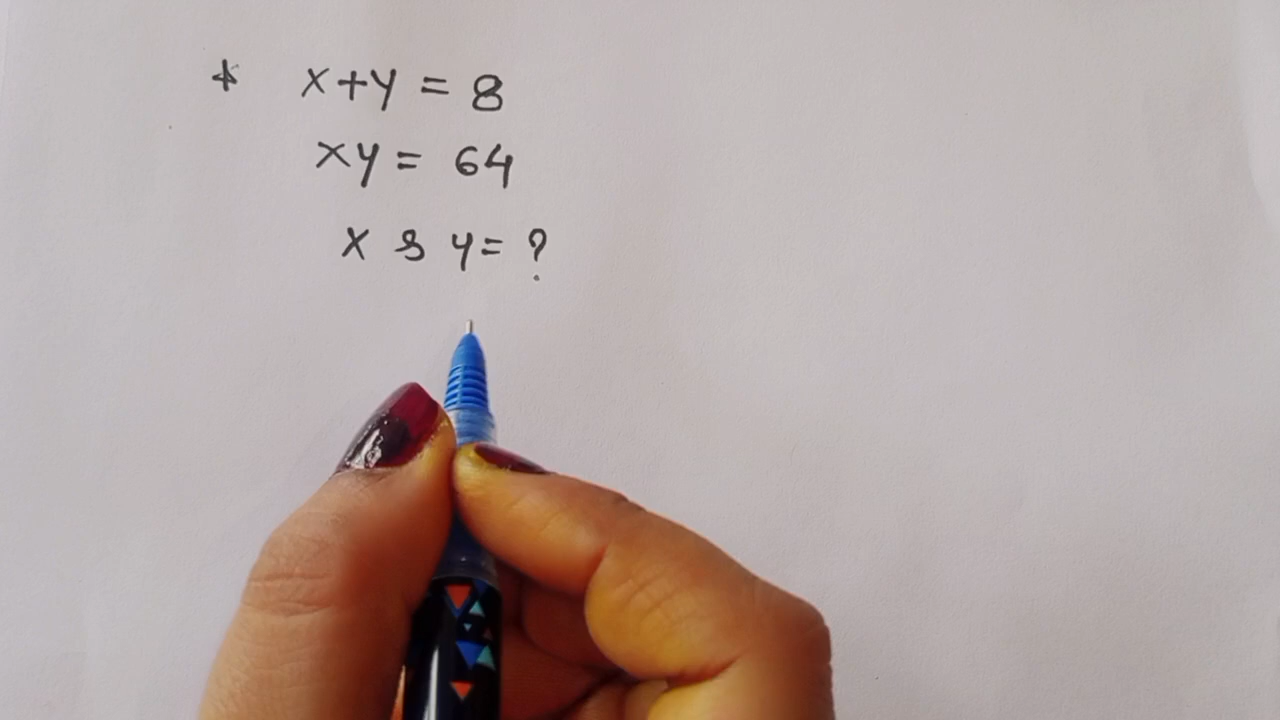 * x+y = 8
xy = 64
x & y = ?